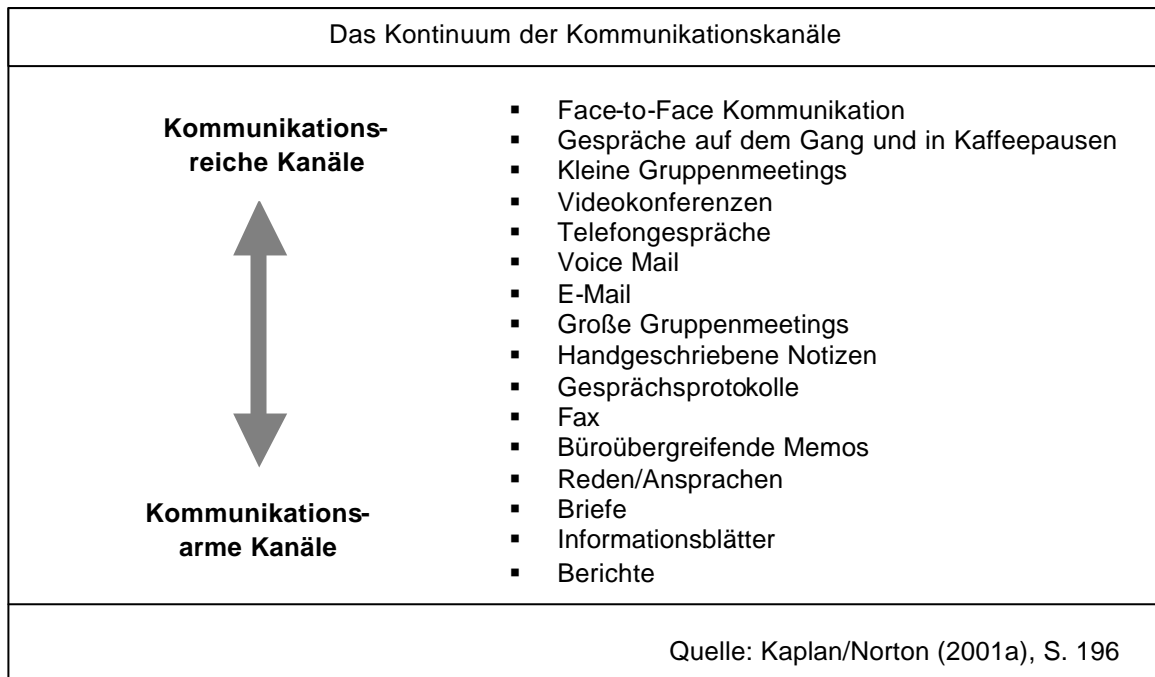 Das Kontinuum der Kommunikationskanäle
Kommunikations-
reiche Kanäle
Kommunikations-
arme Kanäle
▪ Face-to-Face Kommunikation
▪ Gespräche auf dem Gang und in Kaffeepausen
▪ Kleine Gruppenmeetings
▪ Videokonferenzen
▪ Telefongespräche
▪ Voice Mail
▪ E-Mail
▪ Große Gruppenmeetings
▪ Handgeschriebene Notizen
▪ Gesprächsprotokolle
▪ Fax
▪ Büroübergreifende Memos
▪ Reden/Ansprachen
▪ Briefe
▪ Informationsblätter
▪ Berichte
Quelle: Kaplan/Norton (2001a), S. 196